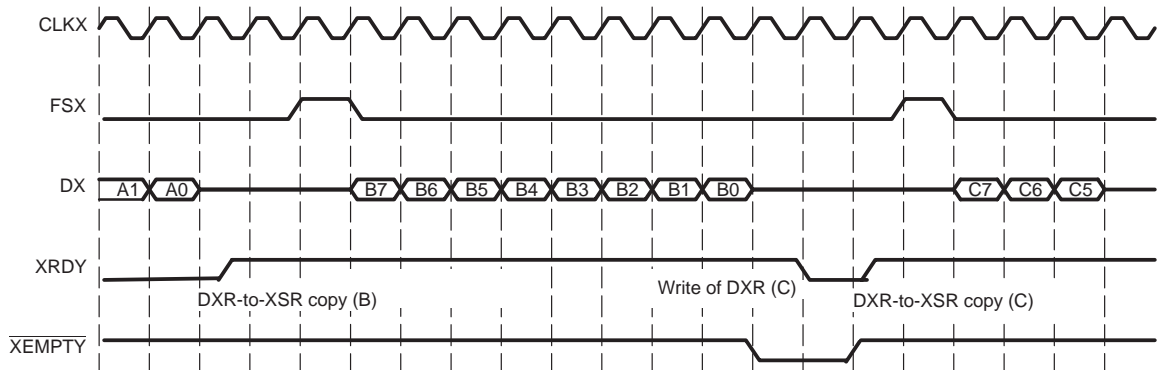 CLKX
FSX
DX A1 A0 B7 B6 B5 B4 B3 B2 B1 B0 C7 C6 C5
XRDY
DXR-to-XSR copy (B) Write of DXR (C) DXR-to-XSR copy (C)
XEMPTY